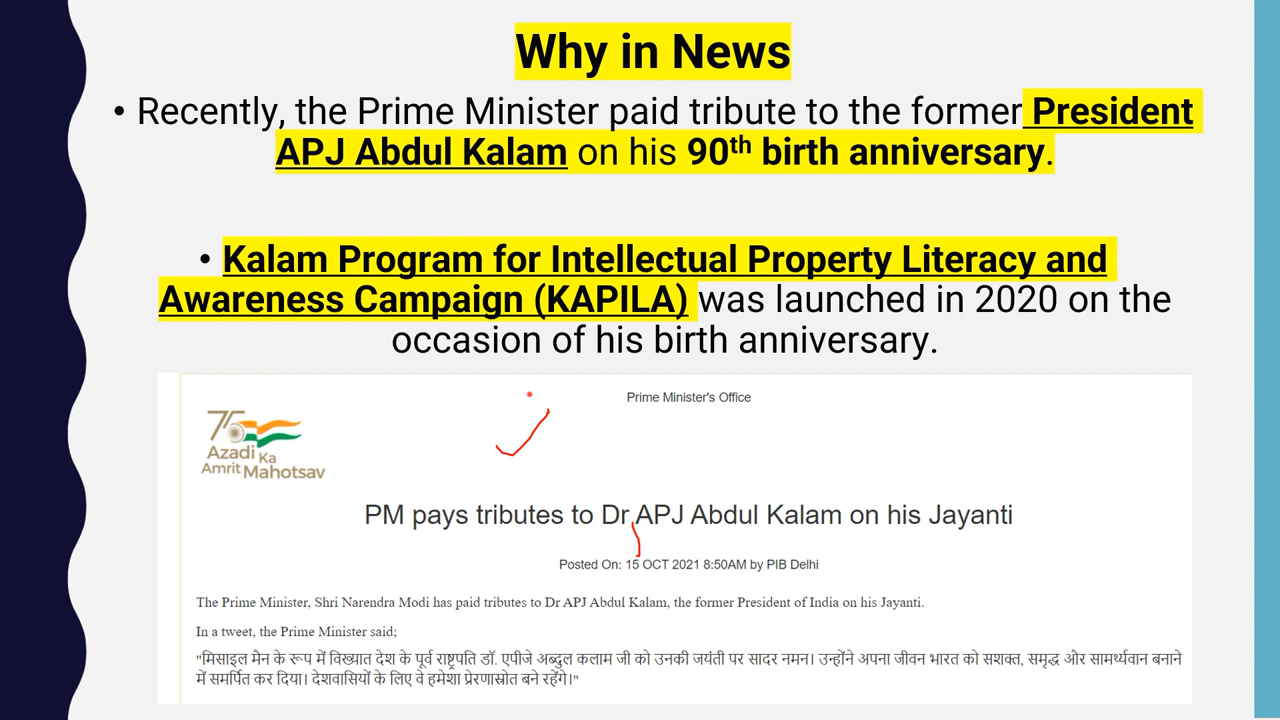 Why in News
• Recently, the Prime Minister paid tribute to the former President
APJ Abdul Kalam on his 90th birth anniversary.
• Kalam Program for Intellectual Property Literacy and
Awareness Campaign (KAPILA) was launched in 2020 on the
occasion of his birth anniversary.
Prime Minister's Office
75
Azadi Ka
Amrit Mahotsav
PM pays tributes to Dr APJ Abdul Kalam on his Jayanti
Posted On: 15 OCT 2021 8:50AM by PIB Delhi
The Prime Minister, Shri Narendra Modi has paid tributes to Dr APJ Abdul Kalam, the former President of India on his Jayanti.
In a tweet, the Prime Minister said;
"मिसाइल मैन के रूप में विख्यात देश के पूर्व राष्ट्रपति डॉ. एपीजे अब्दुल कलाम जी को उनकी जयंती पर सादर नमन। उन्होंने अपना जीवन भारत को सशक्त, समृद्ध और सामर्थ्यवान बनाने
में समर्पित कर दिया। देशवासियों के लिए वे हमेशा प्रेरणास्रोत बने रहेंगे।"